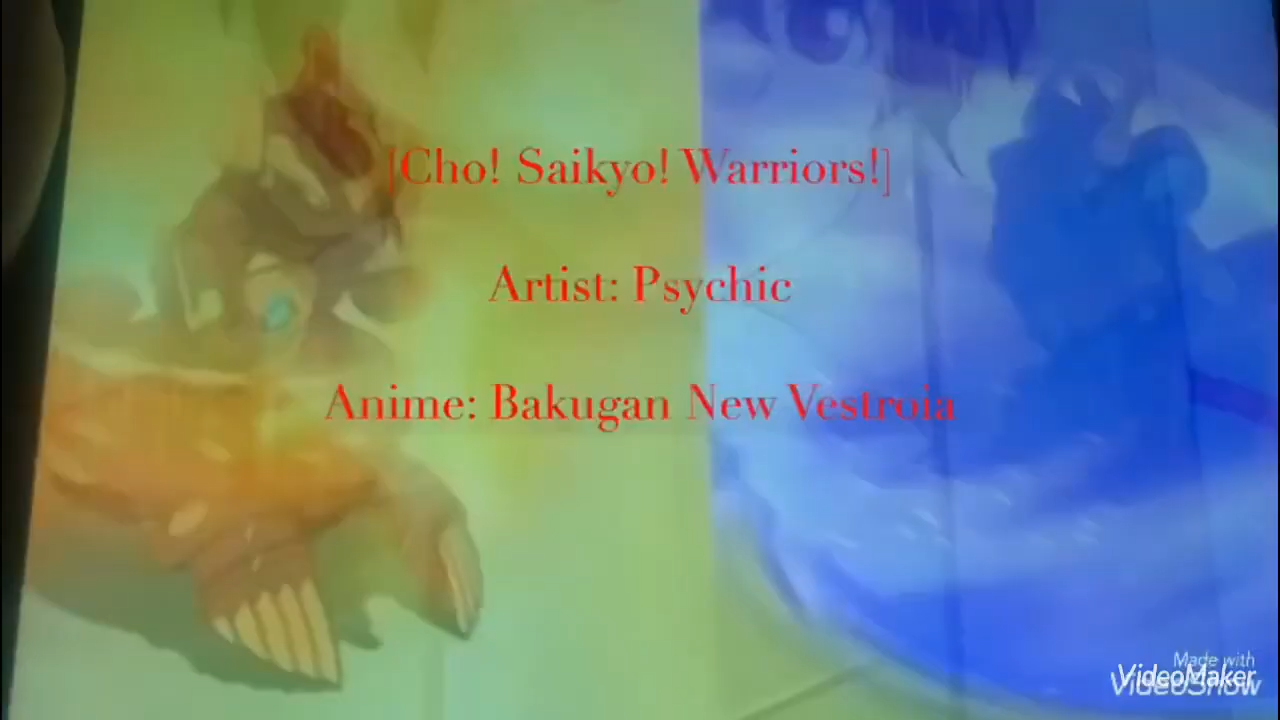 [Cho! Saikyo! Warriors!]
Artist: Psychic
Anime: Bakugan New Vestroia
Made with
VideoMaker
VideoShow